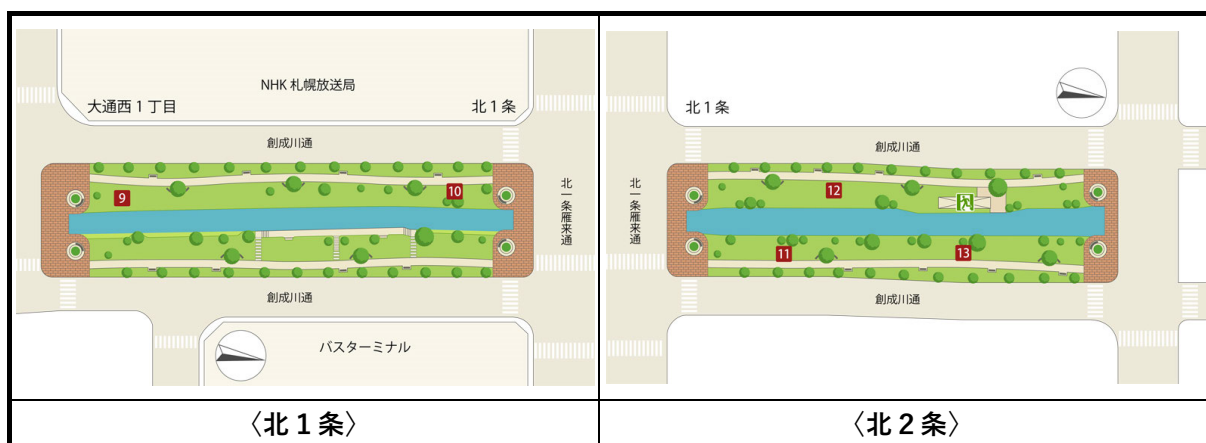 NHK 札幌放送局
大通西1丁目
北1条
創成川通
9
10
北一条雁来通
創成川通
バスターミナル
〈北1条〉
北1条
創成川通
北一条雁来通
12
11
13
創成川通
〈北2条〉